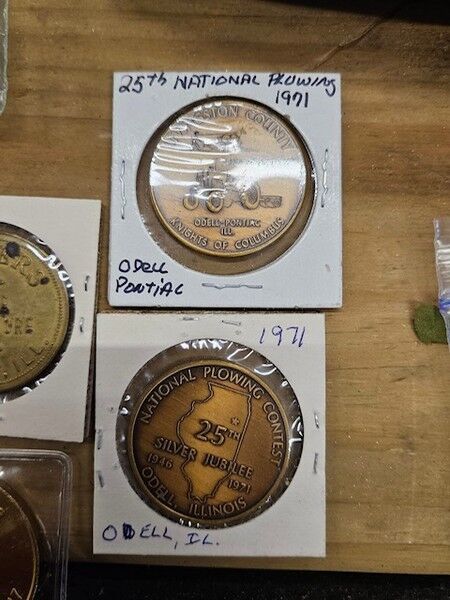 25th NATIONAL PLOWING
1971
COUNTY
ODELL-PONTIAC
ILL.
KNIGHTS OF COLUMBUS
ODELL
PONTIAC
ILL.
1971
NATIONAL PLOWING CONTEST
25TH
SILVER JUBILEE
1946 1971
ODELL, ILLINOIS
ODELL, IL.